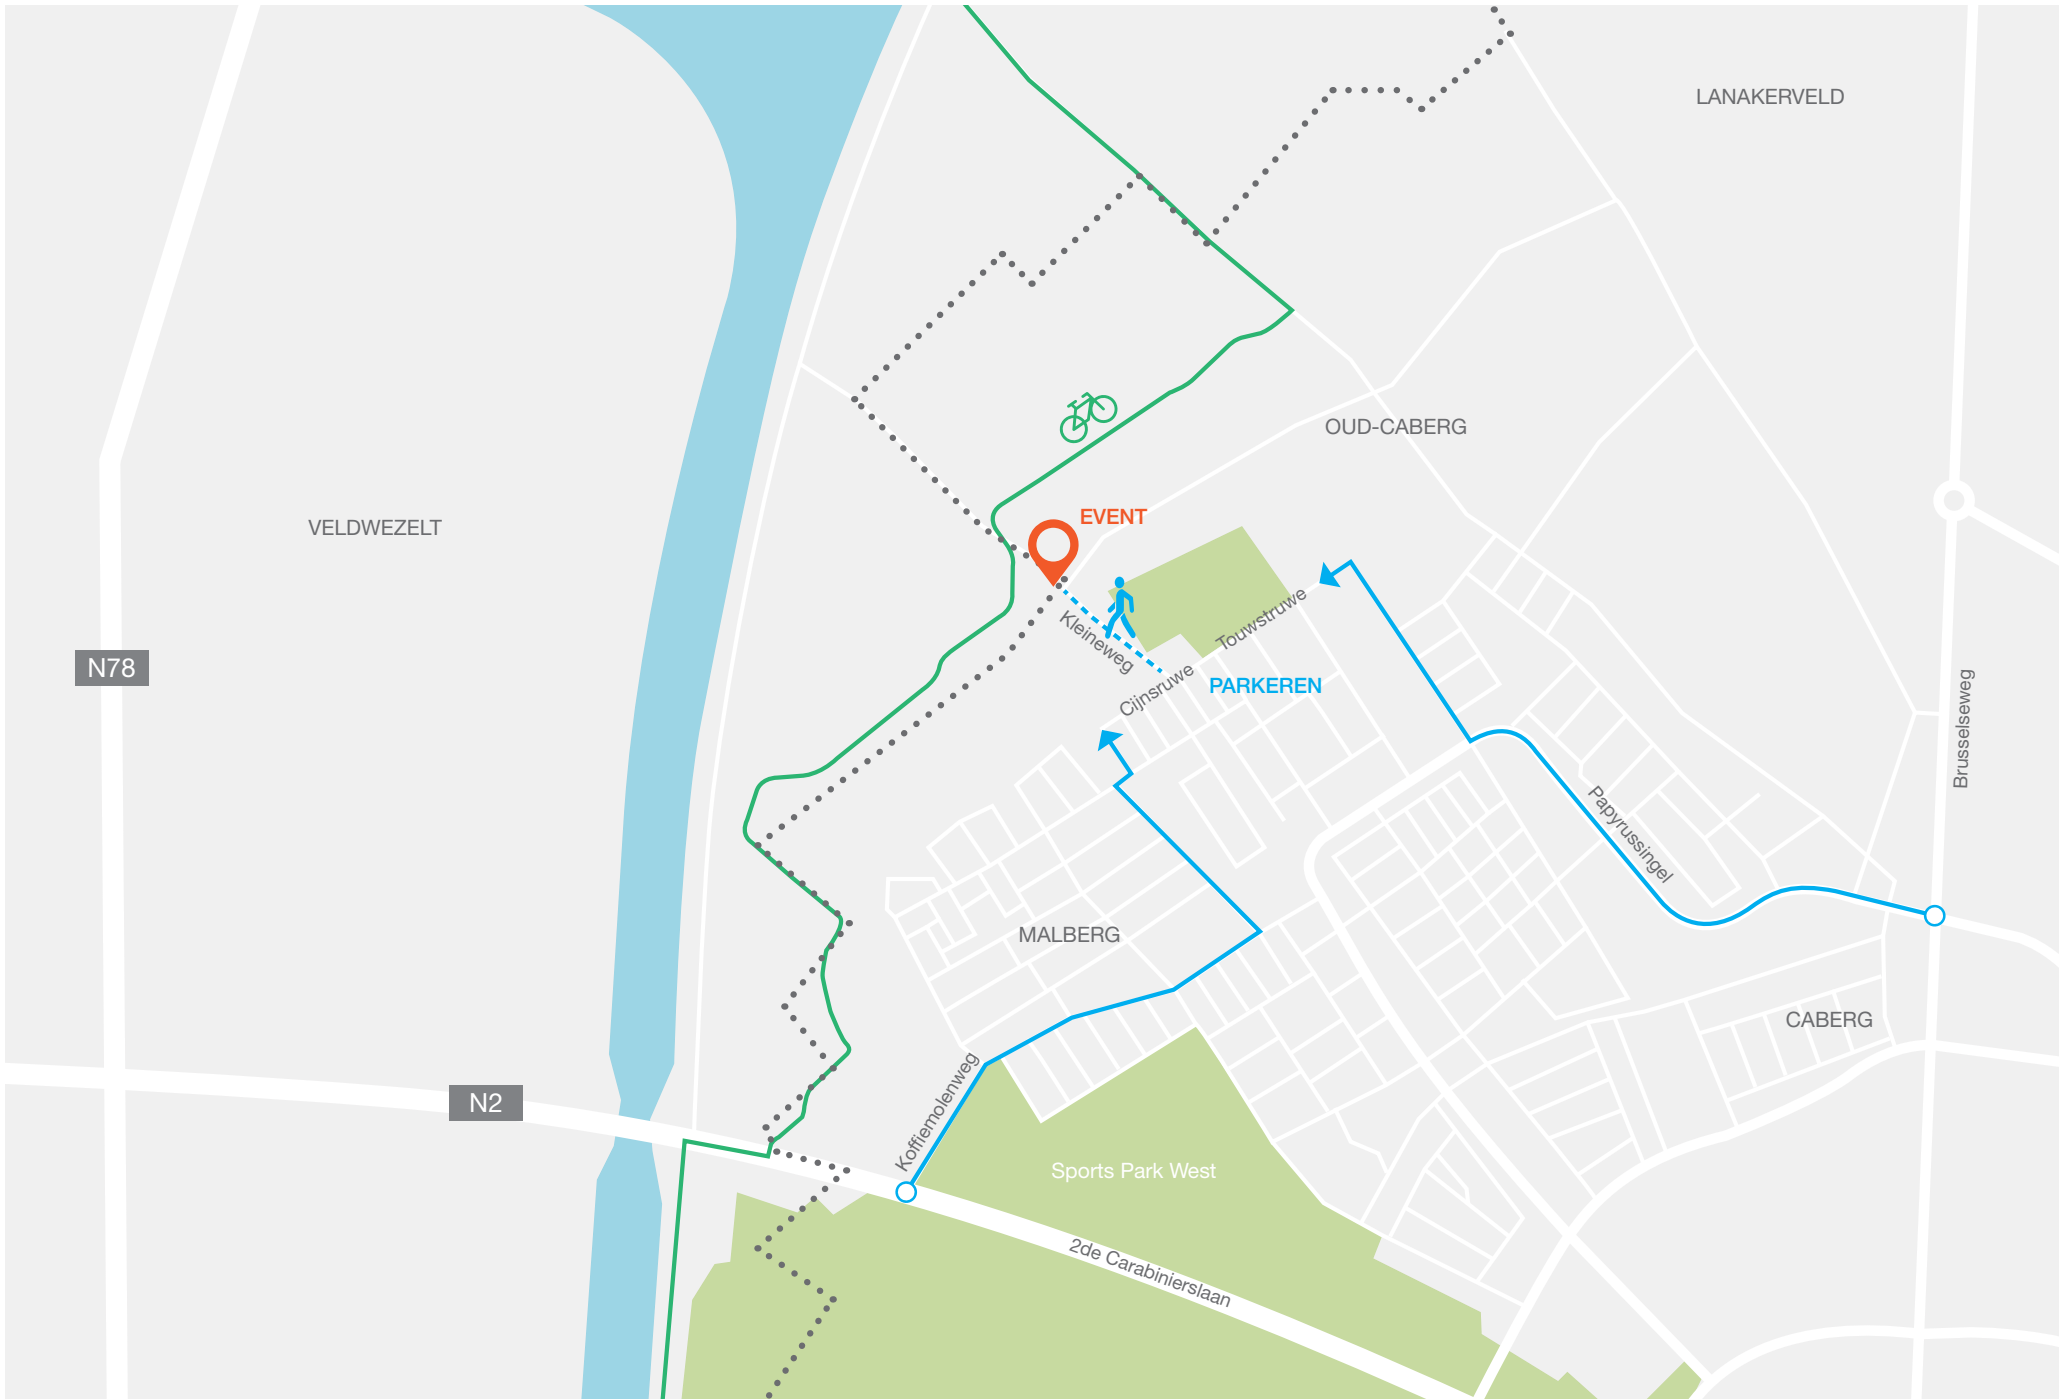 LANAKERVELD
OUD-CABERG
EVENT
VELDWEZELT
Kleineweg
Touwstruwe
Cijnsruwe
PARKEREN
N78
Brusselseweg
Papyrussingel
MALBERG
CABERG
N2
Koffiemolenweg
Sports Park West
2de Carabinierslaan